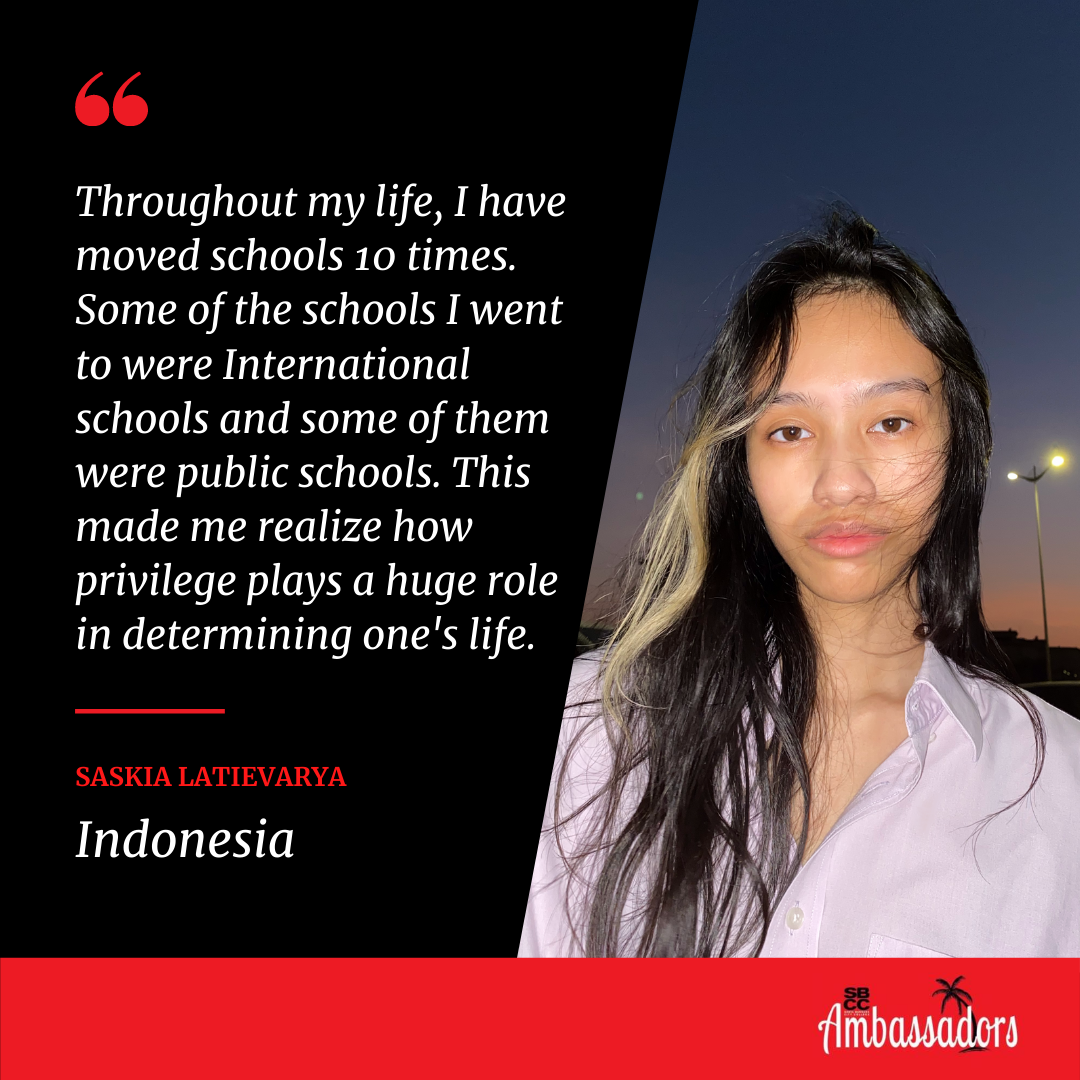 Throughout my life, I have
moved schools 10 times.
Some of the schools I went
to were International
schools and some of them
were public schools. This
made me realize how
privilege plays a huge role
in determining one's life.
SASKIA LATIEVARYA
Indonesia
SB
CC
Ambassadors